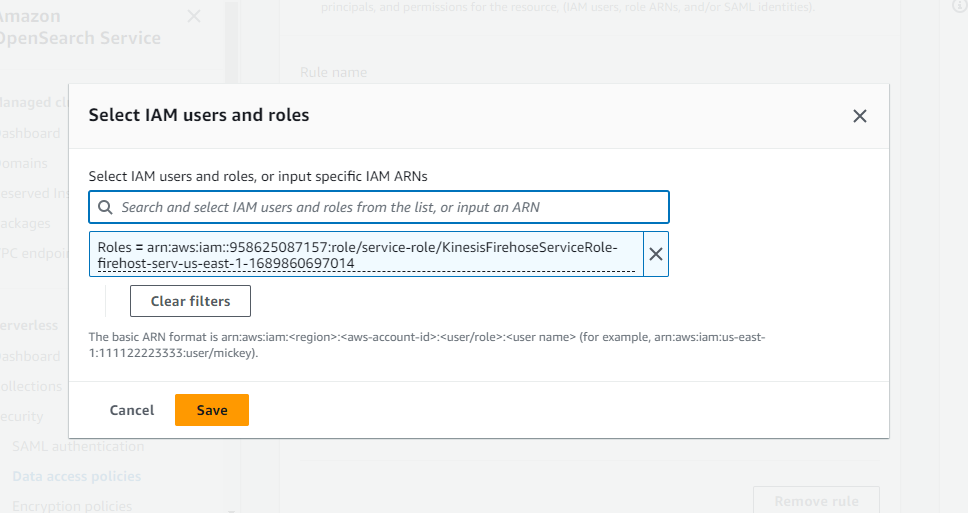 Amazon
OpenSearch Service
principals, and permissions for the resource. (IAM users, role ARNs, and/or SAML identities).
Rule name
Managed cl
Dashboard
Domains
Reserved Ins
Packages
VPC endpoin
Serverless
Dashboard
Collections
Security
SAML authentication
Data access policies
Encryption policies
Select IAM users and roles
Select IAM users and roles, or input specific IAM ARNs
Search and select IAM users and roles from the list, or input an ARN
Roles = arn:aws:iam::958625087157:role/service-role/KinesisFirehoseServiceRole-
firehost-serv-us-east-1-1689860697014
Clear filters
The basic ARN format is arn:aws:iam:<region>:<aws-account-id>:<user/role>:<user name> (for example, arn:aws:iam:us-east-
1:111122223333:user/mickey).
Cancel
Save
Remove rule